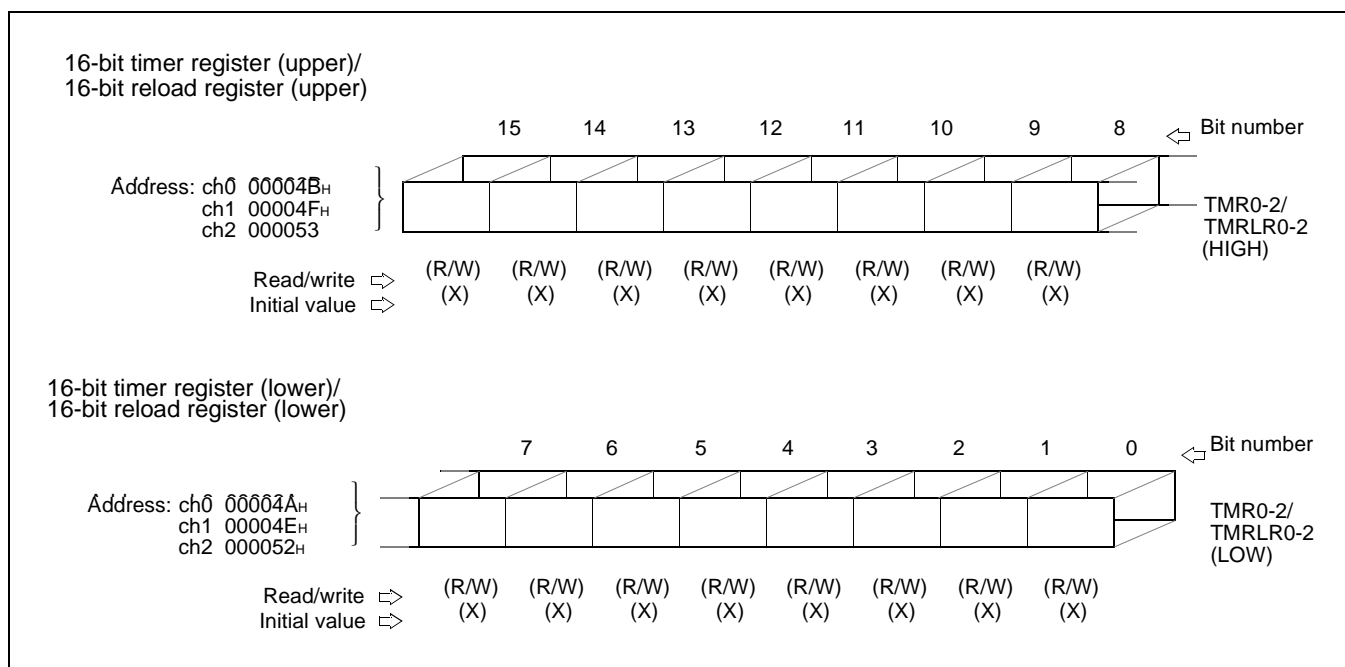 16-bit timer register (upper)/
16-bit reload register (upper)
15 14 13 12 11 10 9 8 Bit number
Address: ch0 00004BH
ch1 00004FH
ch2 000053
TMR0-2/
TMRLR0-2
(HIGH)
Read/write (R/W) (R/W) (R/W) (R/W) (R/W) (R/W) (R/W) (R/W)
Initial value (X) (X) (X) (X) (X) (X) (X) (X)
16-bit timer register (lower)/
16-bit reload register (lower)
7 6 5 4 3 2 1 0 Bit number
Address: ch0 00004AH
ch1 00004EH
ch2 000052H
TMR0-2/
TMRLR0-2
(LOW)
Read/write (R/W) (R/W) (R/W) (R/W) (R/W) (R/W) (R/W) (R/W)
Initial value (X) (X) (X) (X) (X) (X) (X) (X)